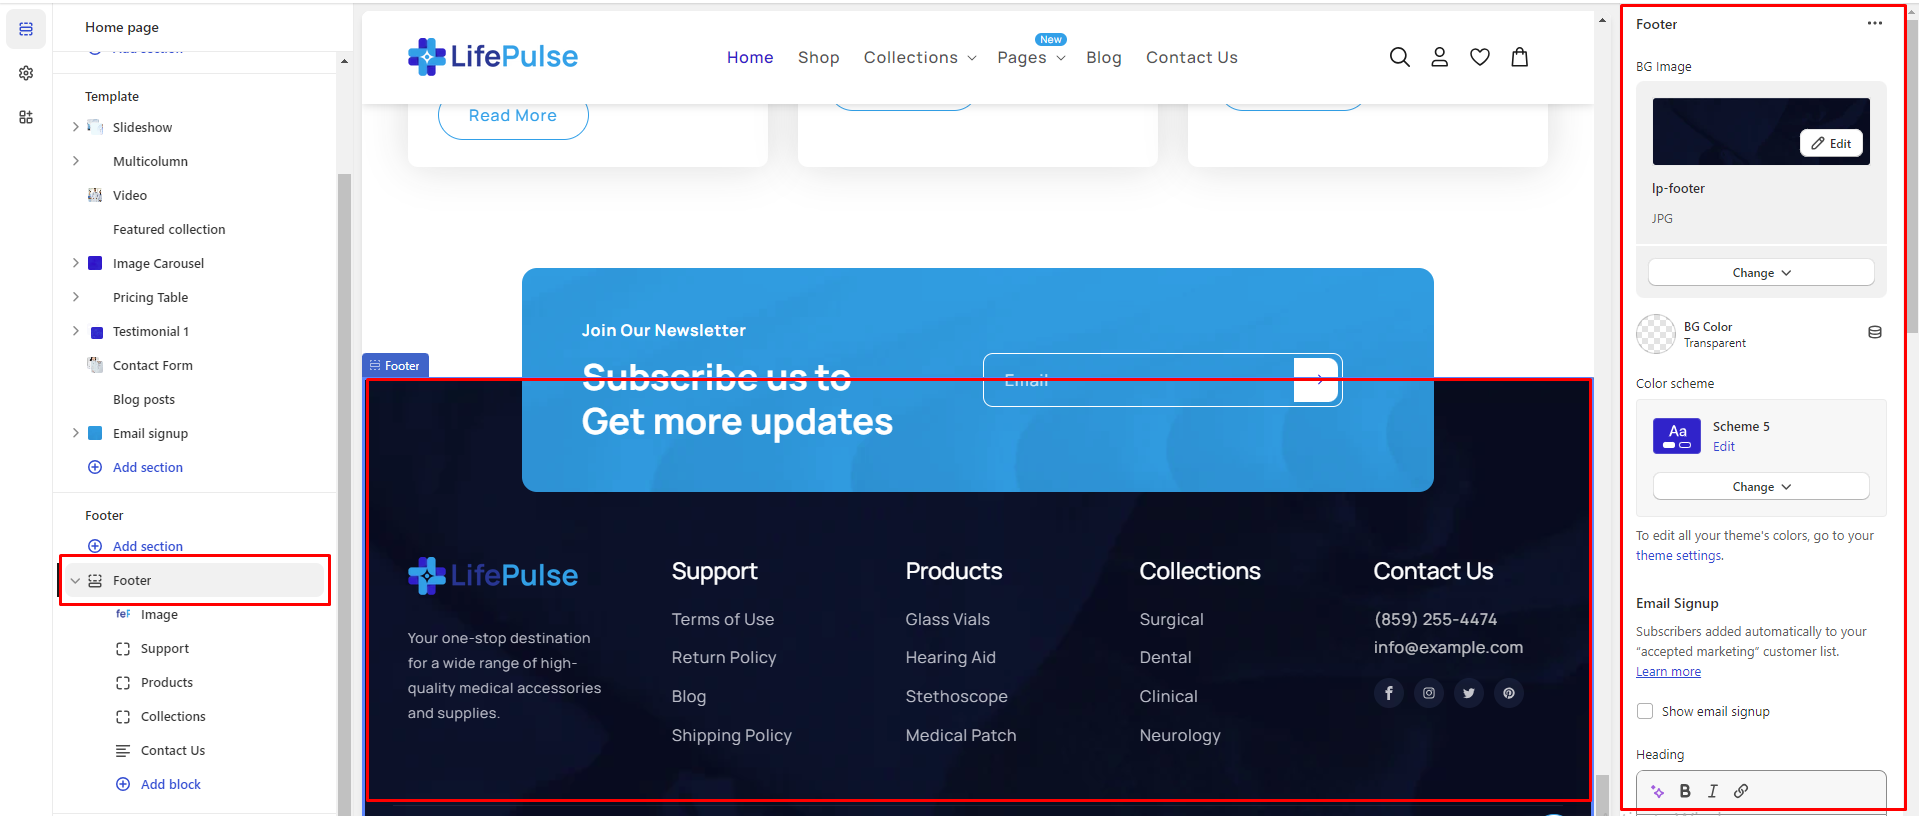 Home page
Add section
Template
Slideshow
Multicolumn
Video
Featured collection
Image Carousel
Pricing Table
Testimonial 1
Contact Form
Blog posts
Email signup
Add section
Footer
Add section
Footer
feP
Image
Support
Products
Collections
Contact Us
Add block
LifePulse
Home
Shop
Collections
Pages
New
Blog
Contact Us
Read More
Join Our Newsletter
Subscribe us to
Get more updates
Email
Footer
LifePulse
Your one-stop destination
for a wide range of high-
quality medical accessories
and supplies.
Support
Terms of Use
Return Policy
Blog
Shipping Policy
Products
Glass Vials
Hearing Aid
Stethoscope
Medical Patch
Collections
Surgical
Dental
Clinical
Neurology
Contact Us
(859) 255-4474
info@example.com
Footer
BG Image
Edit
lp-footer
JPG
Change
BG Color
Transparent
Color scheme
Aa
Scheme 5
Edit
Change
To edit all your theme's colors, go to your
theme settings.
Email Signup
Subscribers added automatically to your
“accepted marketing” customer list.
Learn more
Show email signup
Heading
B I